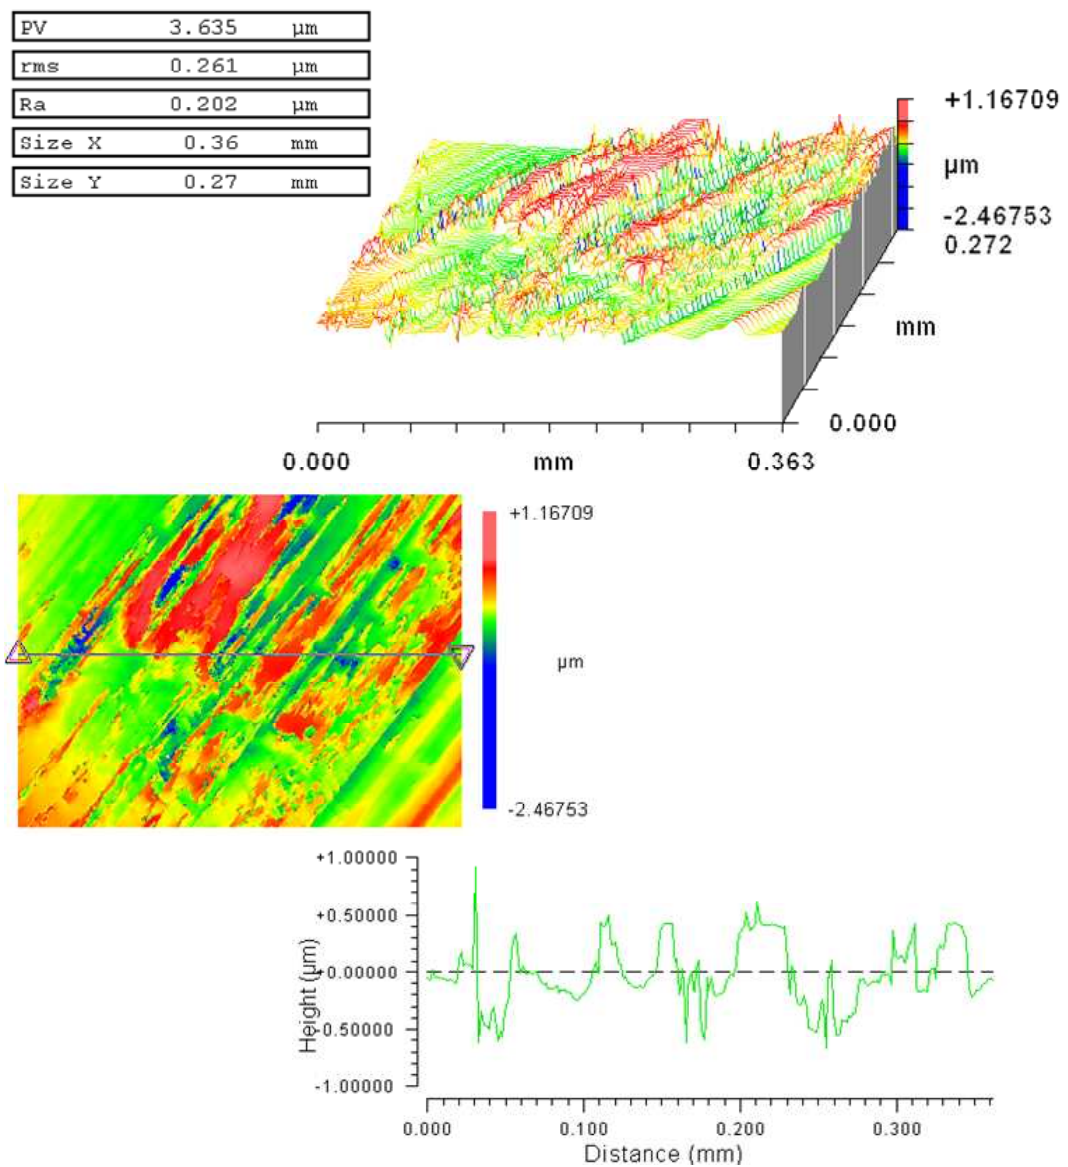 PV 3.635 µm
rms 0.261 µm
Ra 0.202 µm
Size X 0.36 mm
Size Y 0.27 mm
+1.16709
µm
-2.46753
0.272
mm
0.000
0.000 mm 0.363
+1.16709
µm
-2.46753
+1.00000
+0.50000
+0.00000
-0.50000
-1.00000
Height (µm)
0.000 0.100 0.200 0.300
Distance (mm)